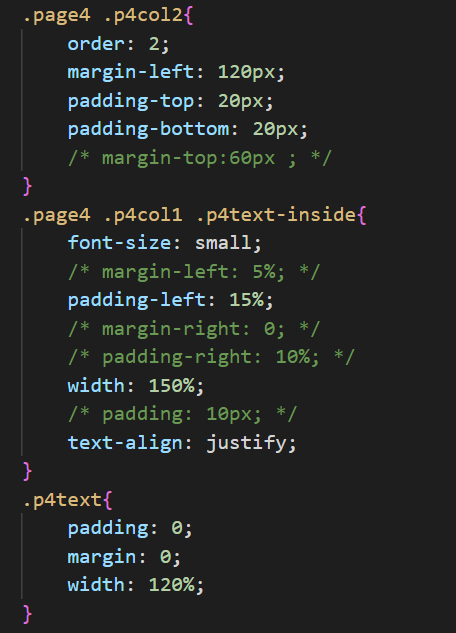 .page4 .p4col2{
order: 2;
margin-left: 120px;
padding-top: 20px;
padding-bottom: 20px;
/* margin-top:60px ; */
}
.page4 .p4col1 .p4text-inside{
font-size: small;
/* margin-left: 5%; */
padding-left: 15%;
/* margin-right: 0; */
/* padding-right: 10%; */
width: 150%;
/* padding: 10px; */
text-align: justify;
}
.p4text{
padding: 0;
margin: 0;
width: 120%;
}